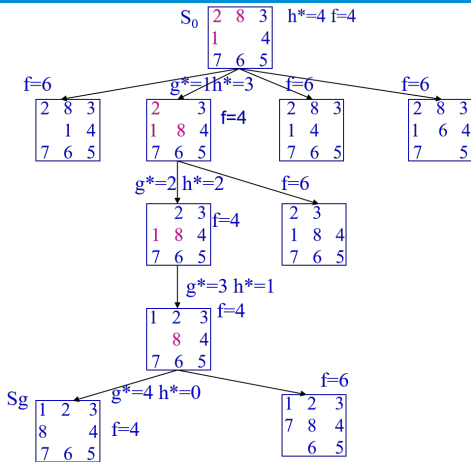 S0
2 8 3
1 4
7 6 5
h*=4 f=4
f=6
g*=1h*=3
f=6
f=6
2 8 3
1 4
7 6 5
2 3
1 8 4
7 6 5
f=4
2 8 3
1 4
7 6 5
2 8 3
1 6 4
7 5
g*=2 h*=2
f=6
2 3
1 8 4
7 6 5
f=4
2 3
1 8 4
7 6 5
g*=3 h*=1
1 2 3
8 4
7 6 5
f=4
g*=4 h*=0
f=6
Sg
1 2 3
8 4
7 6 5
f=4
1 2 3
7 8 4
6 5